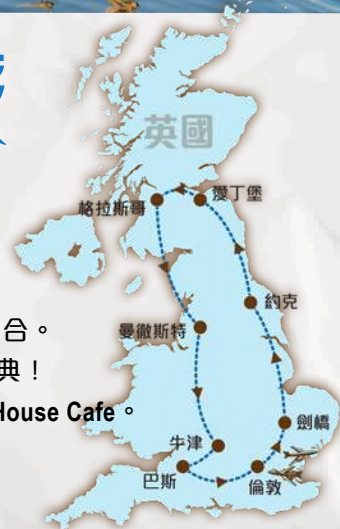 英國
愛丁堡
格拉斯哥
約克
合。
曼徹斯特
典！
House Cafe。
劍橋
牛津
巴斯
倫敦